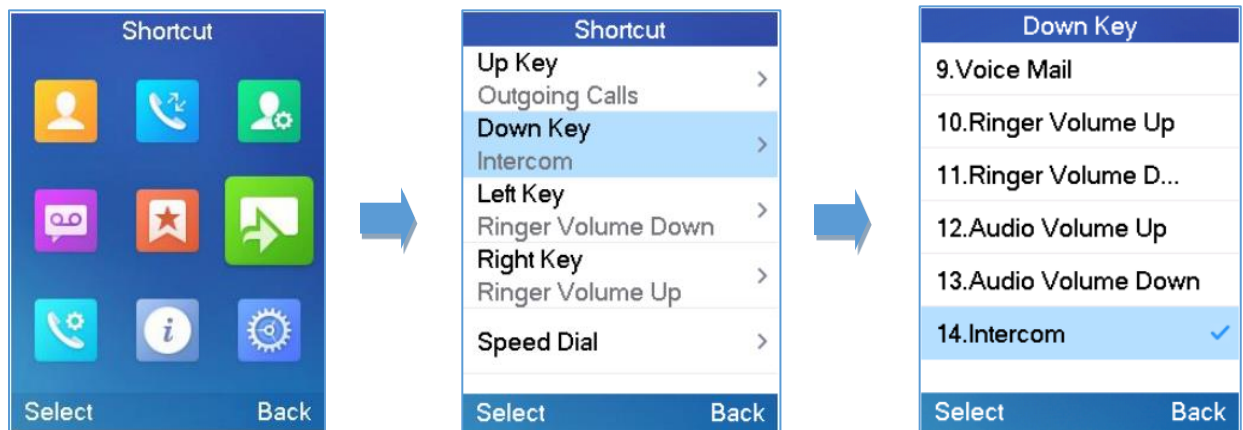 Shortcut
Select Back
Shortcut
Up Key
Outgoing Calls
Down Key
Intercom
Left Key
Ringer Volume Down
Right Key
Ringer Volume Up
Speed Dial
Select Back
Down Key
9.Voice Mail
10.Ringer Volume Up
11.Ringer Volume D...
12.Audio Volume Up
13.Audio Volume Down
14.Intercom
Select Back